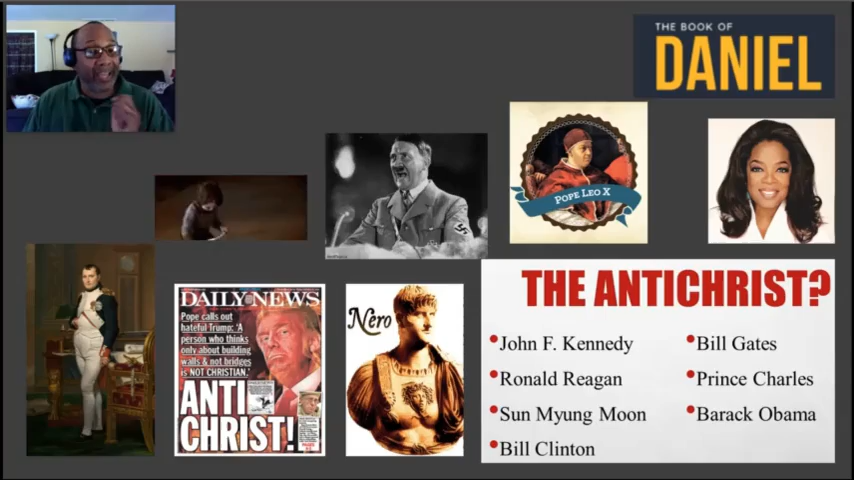 THE BOOK OF
DANIEL
POPE LEO X
DAILY NEWS
Pope calls out
hateful Trump: 'A
person who thinks
only about building
walls & not bridges
is NOT CHRISTIAN.'
ANTI
CHRIST!
Nero
THE ANTICHRIST?
•John F. Kennedy
•Ronald Reagan
•Sun Myung Moon
•Bill Clinton
•Bill Gates
•Prince Charles
•Barack Obama